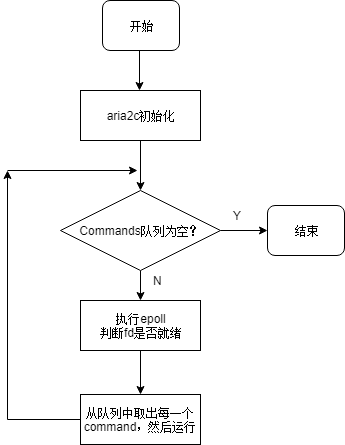 开始
aria2c初始化
Commands队列为空？
Y
结束
N
执行epoll
判断fd是否就绪
从队列中取出每一个
command，然后运行